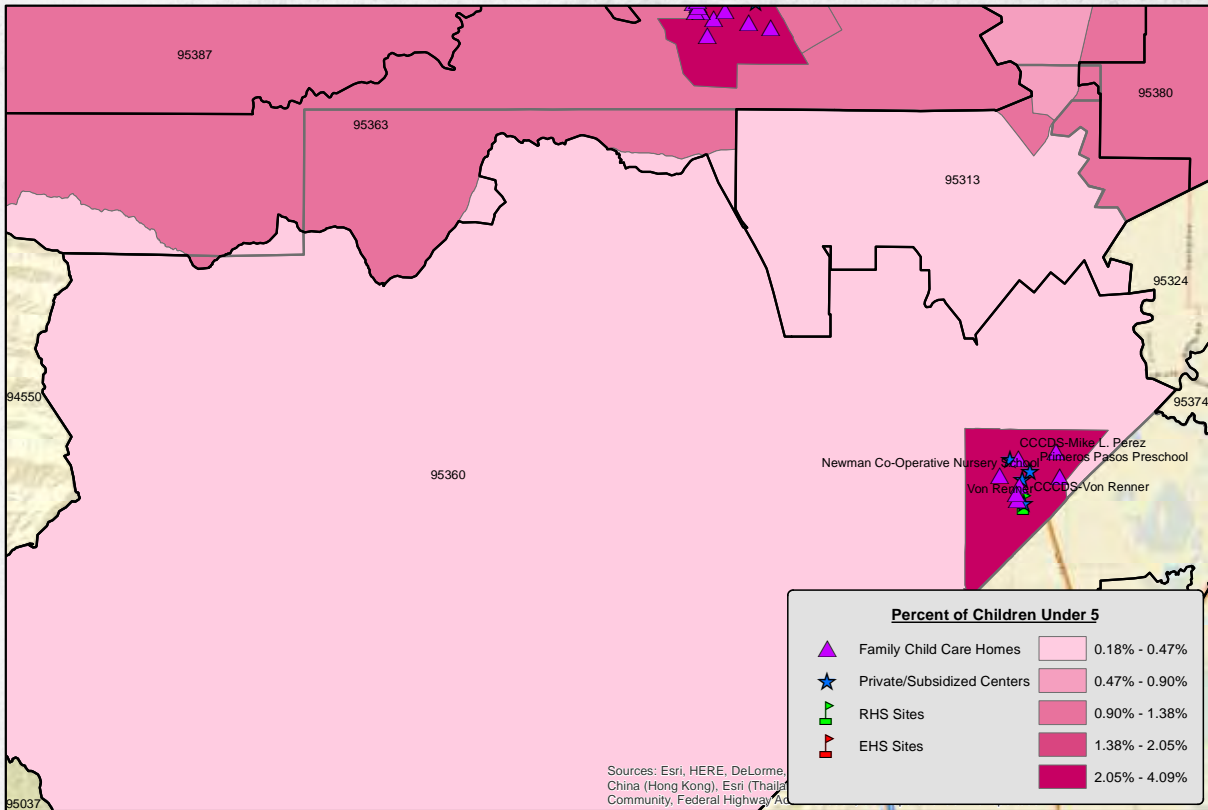 95387
95380
95363
95313
95324
94550
95374
CCCDS-Mike L. Perez
Primeros Pasos Preschool
Newman Co-Operative Nursery School
95360
Von Renner
CCCDS-Von Renner
Percent of Children Under 5
Family Child Care Homes
0.18% - 0.47%
Private/Subsidized Centers
0.47% - 0.90%
RHS Sites
0.90% - 1.38%
EHS Sites
1.38% - 2.05%
2.05% - 4.09%
Sources: Esri, HERE, DeLorme,
China (Hong Kong), Esri
Community, Federal Highway
95037